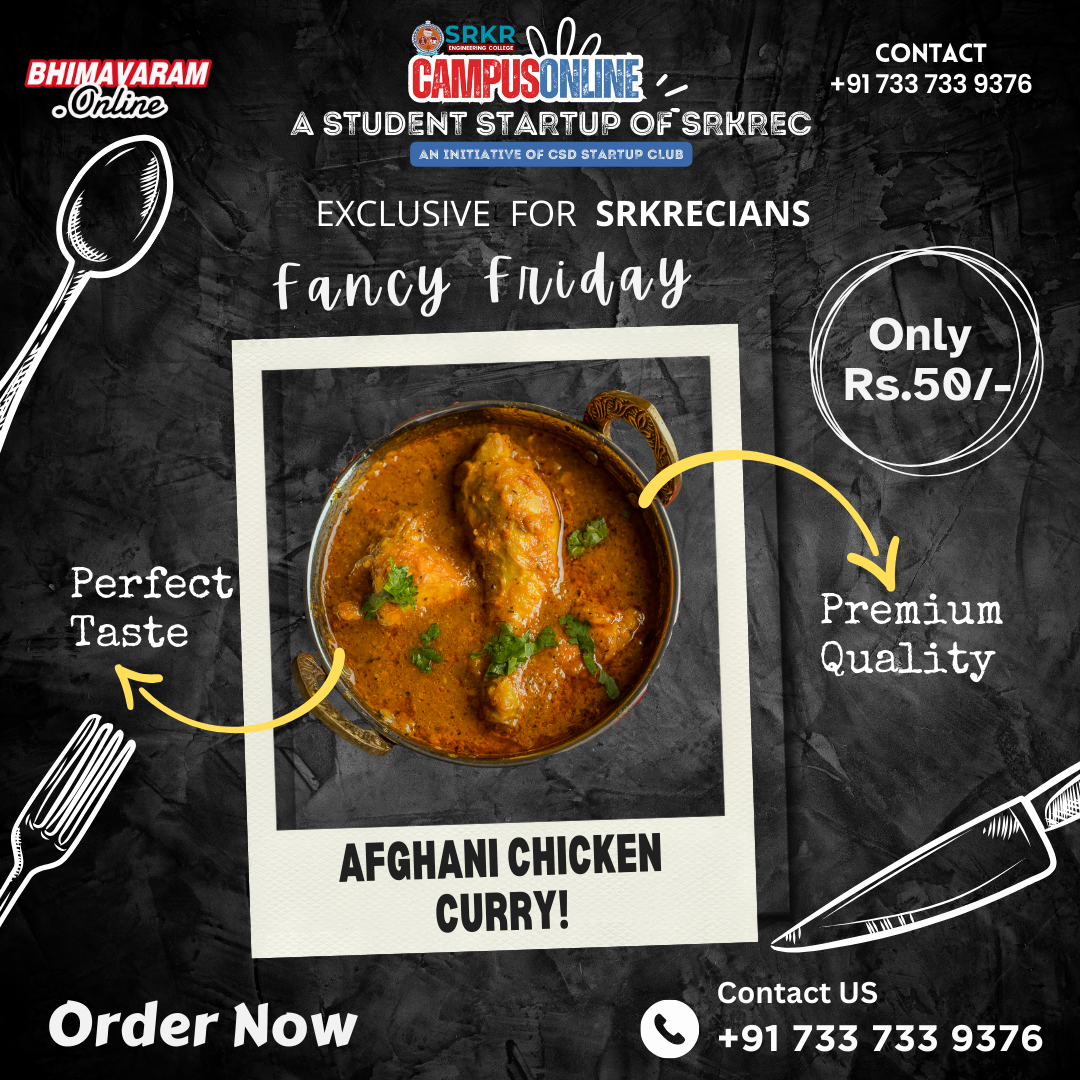 BHIMAVARAM
.Online
SRKR
ENGINEERING COLLEGE
CAMPUSONLINE
A STUDENT STARTUP OF SRKREC
AN INITIATIVE OF CSD STARTUP CLUB
CONTACT
+91 733 733 9376
EXCLUSIVE FOR SRKRECIANS
Fancy Friday
Only
Rs.50/-
Perfect
Taste
Premium
Quality
AFGHANI CHICKEN
CURRY!
Order Now
Contact US
+91 733 733 9376